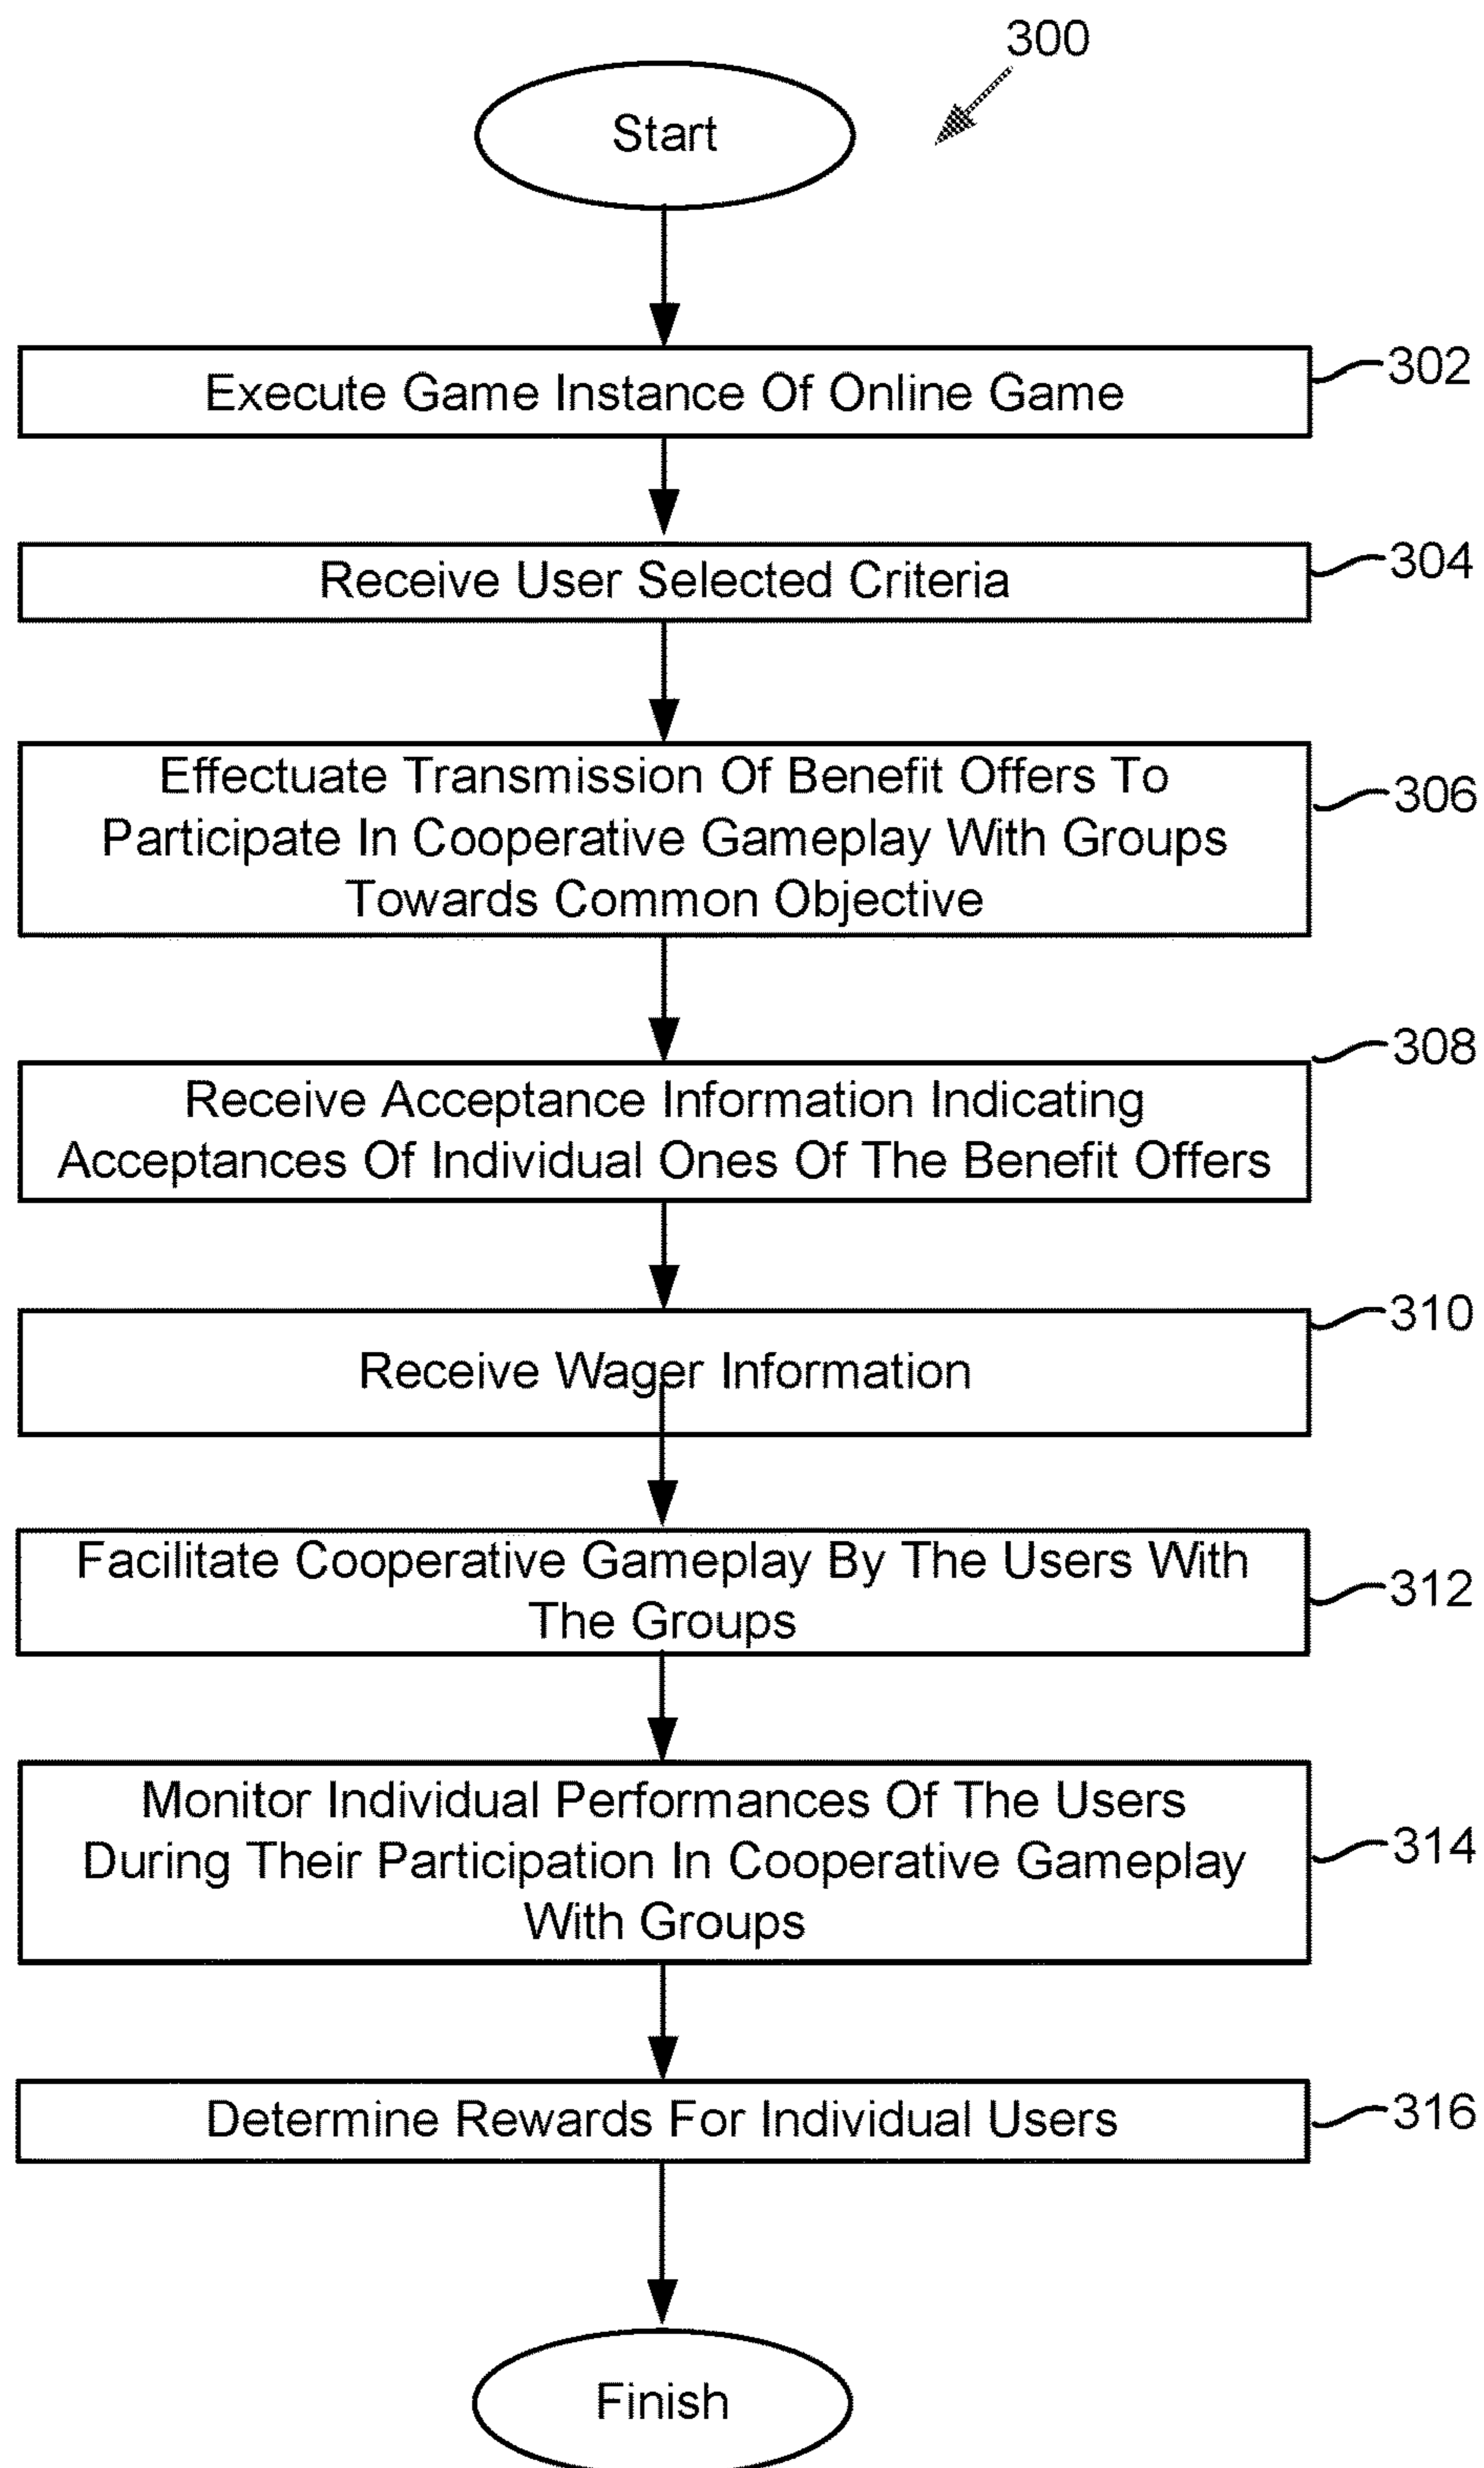 300
Start
Execute Game Instance Of Online Game
302
Receive User Selected Criteria
304
Effectuate Transmission Of Benefit Offers To
Participate In Cooperative Gameplay With Groups
Towards Common Objective
306
Receive Acceptance Information Indicating
Acceptances Of Individual Ones Of The Benefit Offers
308
Receive Wager Information
310
Facilitate Cooperative Gameplay By The Users With
The Groups
312
Monitor Individual Performances Of The Users
During Their Participation In Cooperative Gameplay
With Groups
314
Determine Rewards For Individual Users
316
Finish